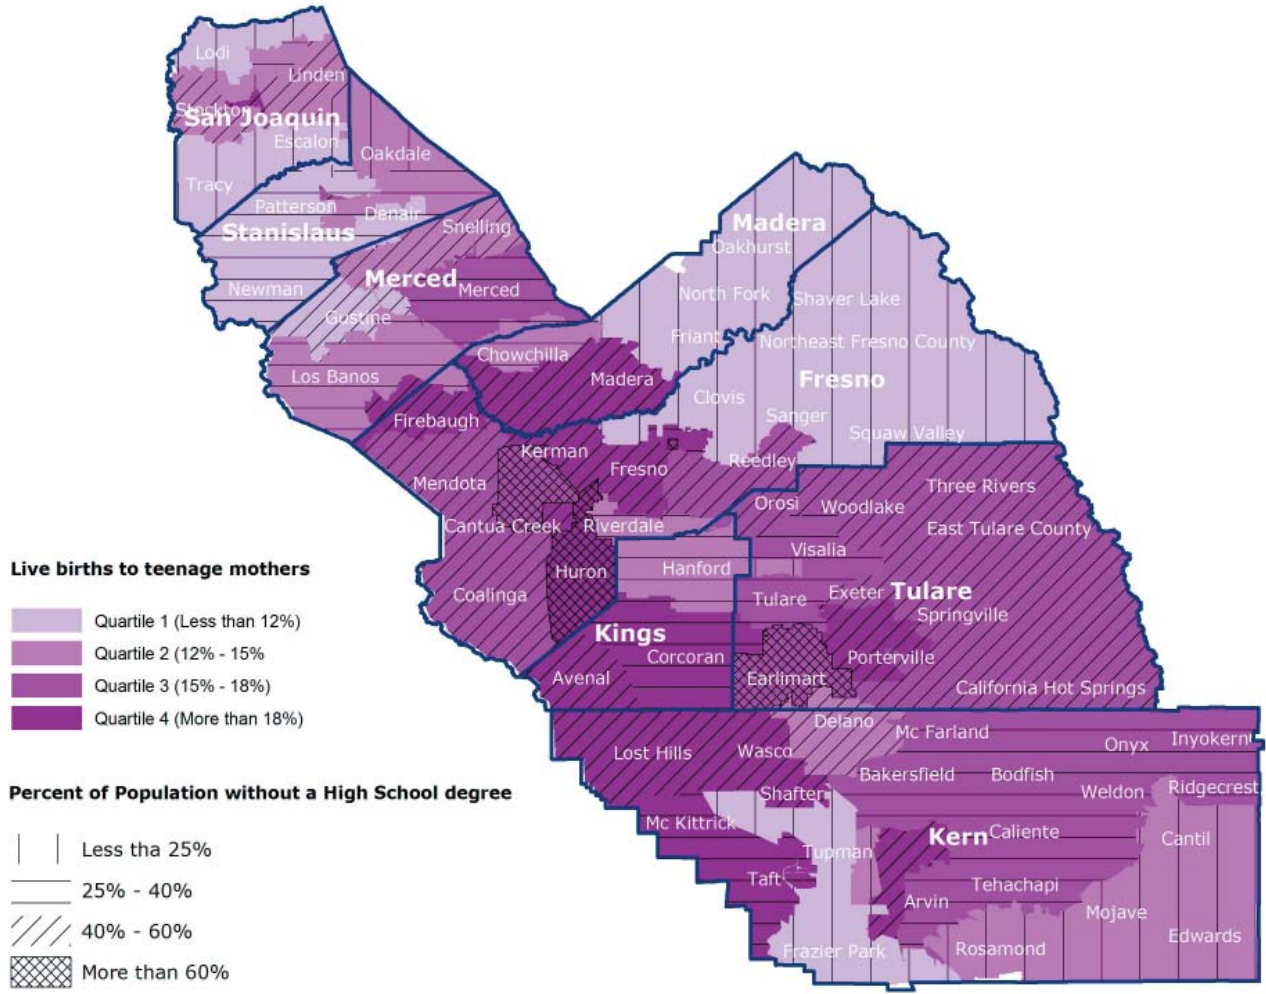 Lodi
Linden
Stockton
San Joaquin
Escalon
Oakdale
Tracy
Patterson
Denair
Stanislaus
Snelling
Madera
Oakhurst
Merced
Merced
Newman
North Fork
Shaver Lake
Gustine
Friant
Northeast Fresno County
Chowchilla
Los Banos
Madera
Fresno
Clovis
Firebaugh
Sanger
Squaw Valley
Kerman
Fresno
Reedley
Mendota
Three Rivers
Orosi
Woodlake
Cantua Creek
Riverdale
East Tulare County
Visalia
Live births to teenage mothers
Huron
Hanford
Coalinga
Tulare
Exeter
Tulare
Springville
Quartile 1 (Less than 12%)
Kings
Quartile 2 (12% - 15%
Corcoran
Porterville
Avenal
Earlimart
Quartile 3 (15% - 18%)
California Hot Springs
Quartile 4 (More than 18%)
Delano
Mc Farland
Lost Hills
Wasco
Onyx
Inyokern
Bakersfield
Bodfish
Percent of Population without a High School degree
Shafter
Weldon
Ridgecrest
Mc Kittrick
Kern
Caliente
Cantil
Less tha 25%
Tupman
Taft
Tehachapi
25% - 40%
Arvin
Mojave
40% - 60%
Edwards
Frazier Park
Rosamond
More than 60%